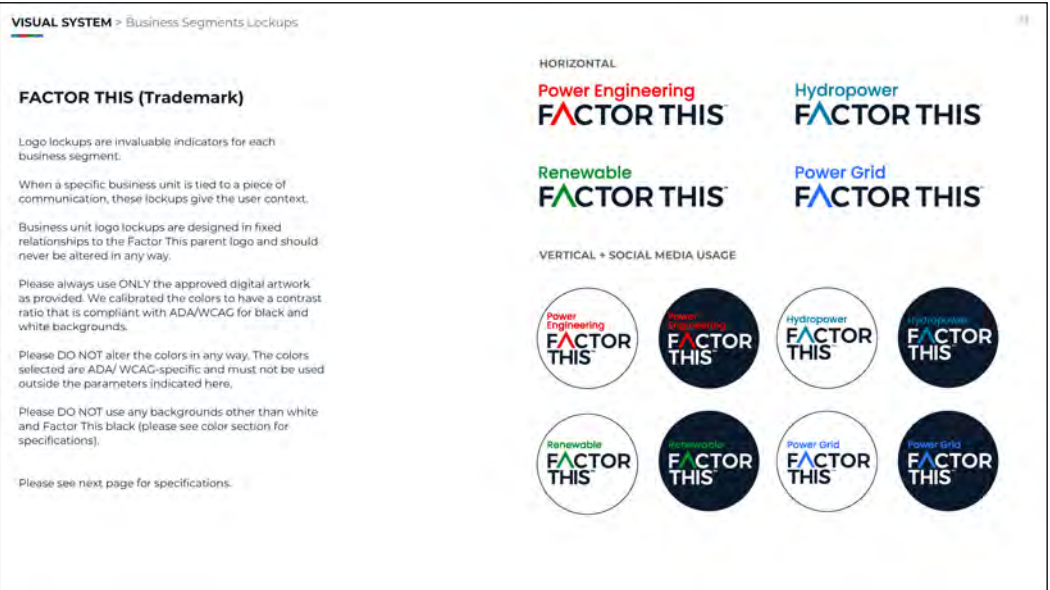 VISUAL SYSTEM > Business Segments Lockups
FACTOR THIS (Trademark)
Logo lockups are invaluable indicators for each
business segment.
When a specific business unit is tied to a piece of
communication, these lockups give the user context.
Business unit logo lockups are designed in fixed
relationships to the Factor This parent logo and should
never be altered in any way.
Please always use ONLY the approved digital artwork
as provided. We calibrated the colors to have a contrast
ratio that is compliant with ADA/WCAG for black and
white backgrounds.
Please DO NOT alter the colors in any way. The colors
selected are ADA/ WCAG-specific and must not be used
outside the parameters indicated here.
Please DO NOT use any backgrounds other than white
and Factor This black (please see color section for
specifications).
Please see next page for specifications.
HORIZONTAL
Power Engineering
FACTOR THIS
Hydropower
FACTOR THIS
Renewable
FACTOR THIS
Power Grid
FACTOR THIS
VERTICAL + SOCIAL MEDIA USAGE
Power
Engineering
FACTOR
THIS
Power
Engineering
FACTOR
THIS
Hydropower
FACTOR
THIS
Hydropower
FACTOR
THIS
Renewable
FACTOR
THIS
Renewable
FACTOR
THIS
Power Grid
FACTOR
THIS
Power Grid
FACTOR
THIS